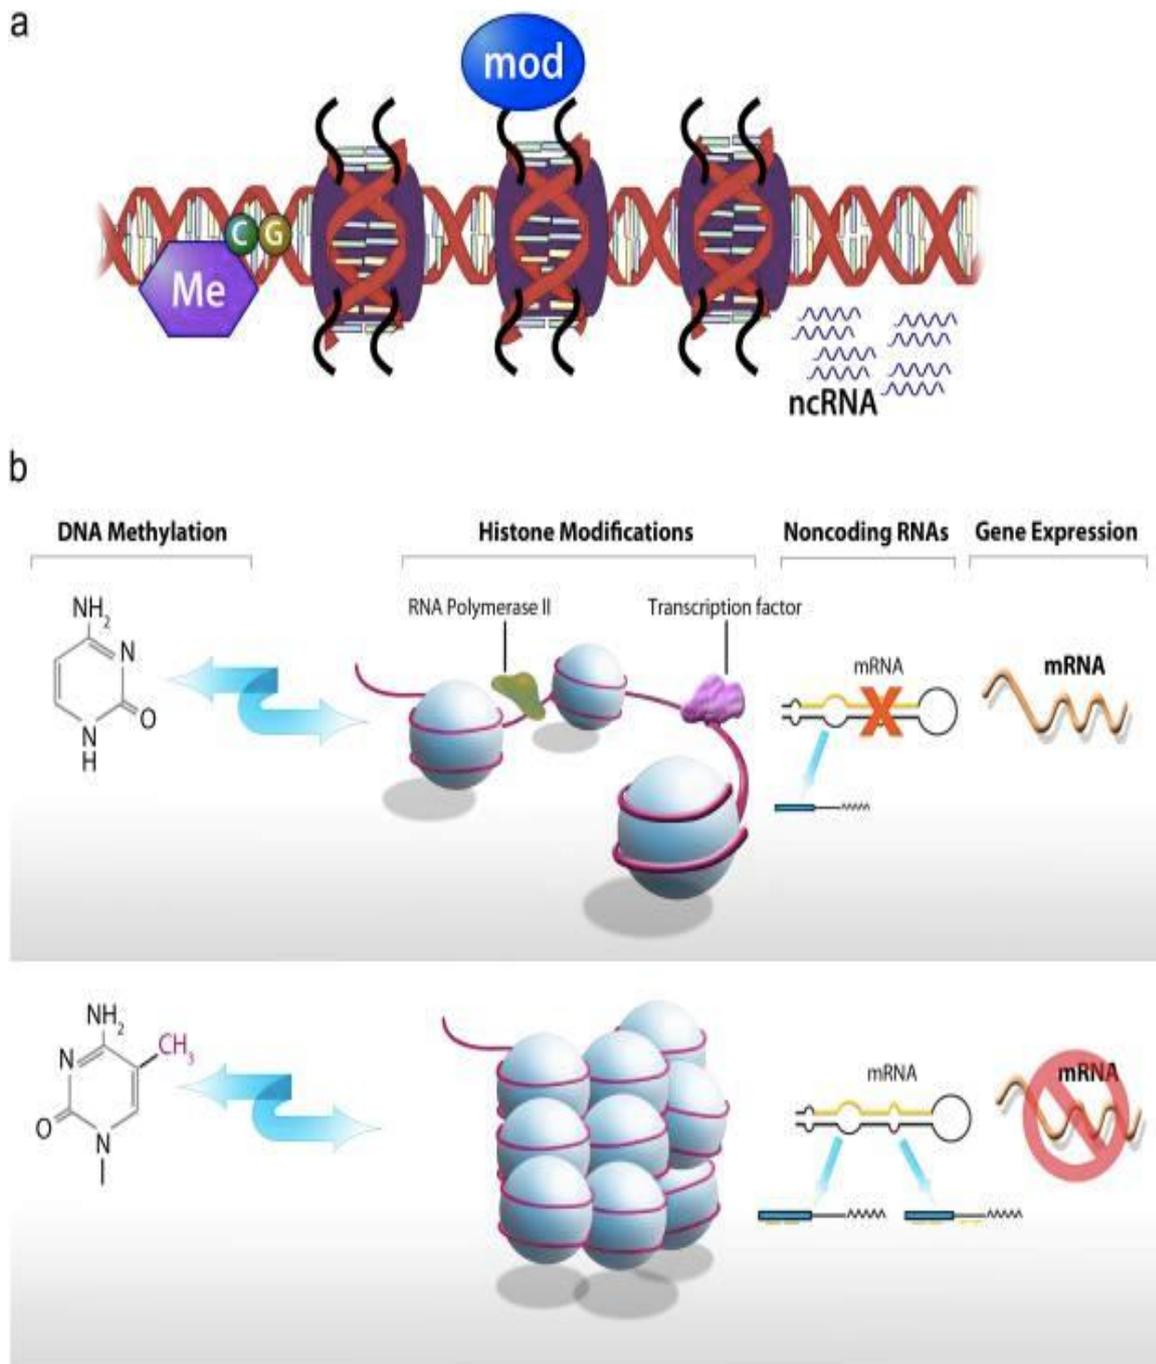 a
mod
C G
Me
ncRNA
b
DNA Methylation
Histone Modifications
Noncoding RNAs
Gene Expression
RNA Polymerase II
Transcription factor
NH2
N
N
H
O
mRNA
X
mRNA
NH2
CH3
N
O
N
mRNA
mRNA